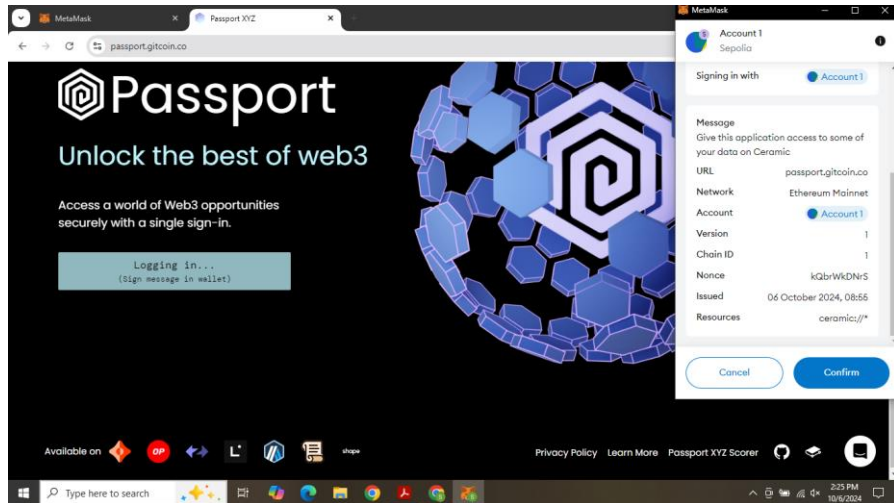 MetaMask
Passport XYZ
passport.gitcoin.co
Passport
Unlock the best of web3
Access a world of Web3 opportunities
securely with a single sign-in.
Logging in...
(Sign message in wallet)
Available on
OP
L
shape
Privacy Policy
Learn More
Passport XYZ Scorer
MetaMask
S
Account 1
Sepolia
Signing in with
Account 1
Message
Give this application access to some of
your data on Ceramic
URL
passport.gitcoin.co
Network
Ethereum Mainnet
Account
Account 1
Version
1
Chain ID
1
Nonce
kQbrWkDNrS
Issued
06 October 2024, 08:55
Resources
ceramic://*
Cancel
Confirm
Type here to search
2:25 PM
10/6/2024